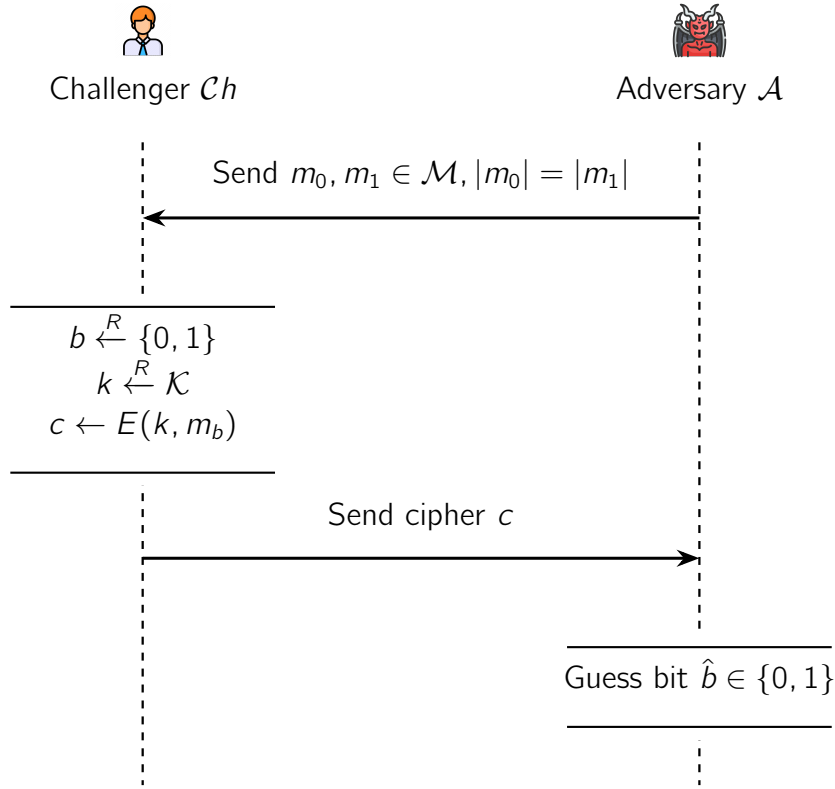 Challenger 𝒞h
Adversary 𝒜
Send m₀, m₁ ∈ ℳ, |m₀| = |m₁|
b ←ᴿ {0, 1}
k ←ᴿ 𝒦
c ← E(k, m_b)
Send cipher c
Guess bit b̂ ∈ {0, 1}